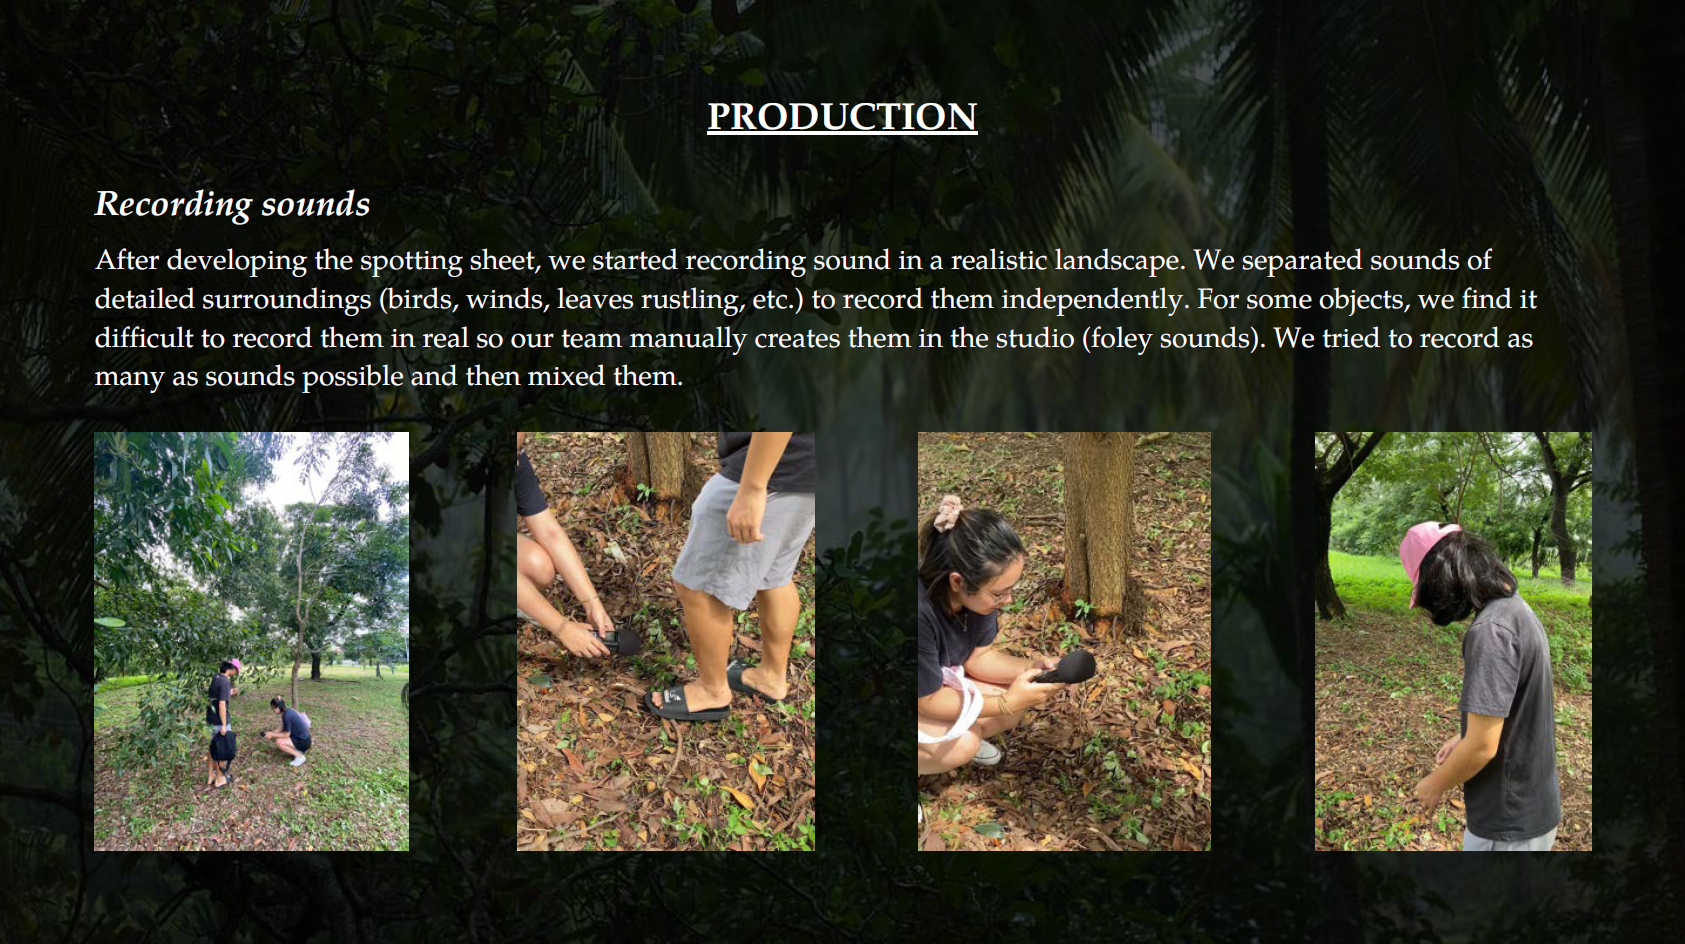 PRODUCTION
Recording sounds
After developing the spotting sheet, we started recording sound in a realistic landscape. We separated sounds of
detailed surroundings (birds, winds, leaves rustling, etc.) to record them independently. For some objects, we find it
difficult to record them in real so our team manually creates them in the studio (foley sounds). We tried to record as
many as sounds possible and then mixed them.